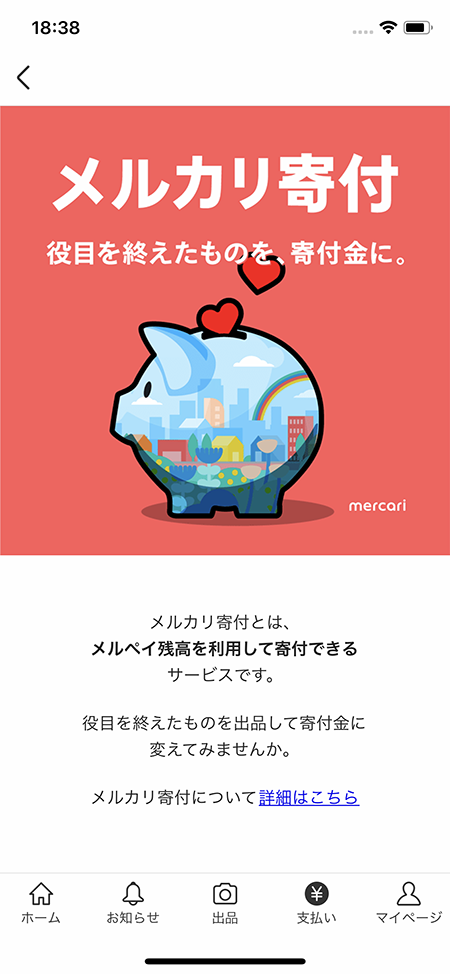 18:38
メルカリ寄付
役目を終えたものを、寄付金に。
mercari
メルカリ寄付とは、
メルペイ残高を利用して寄付できる
サービスです。
役目を終えたものを出品して寄付金に
変えてみませんか。
メルカリ寄付について詳細はこちら
ホーム
お知らせ
出品
支払い
マイページ